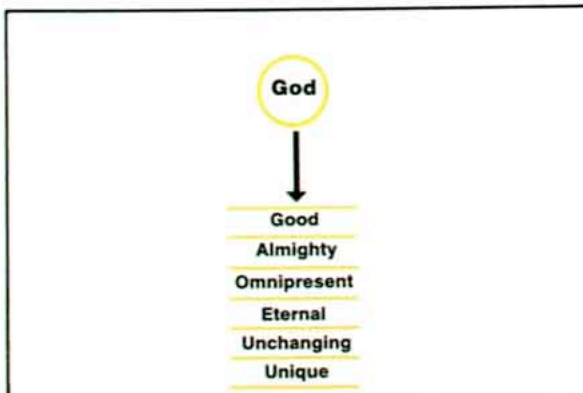 God
Good
Almighty
Omnipresent
Eternal
Unchanging
Unique